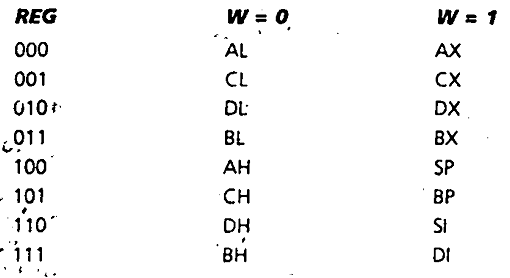 REG W = 0 W = 1
000 AL AX
001 CL CX
010 DL DX
011 BL BX
100 AH SP
101 CH BP
110 DH SI
111 BH DI